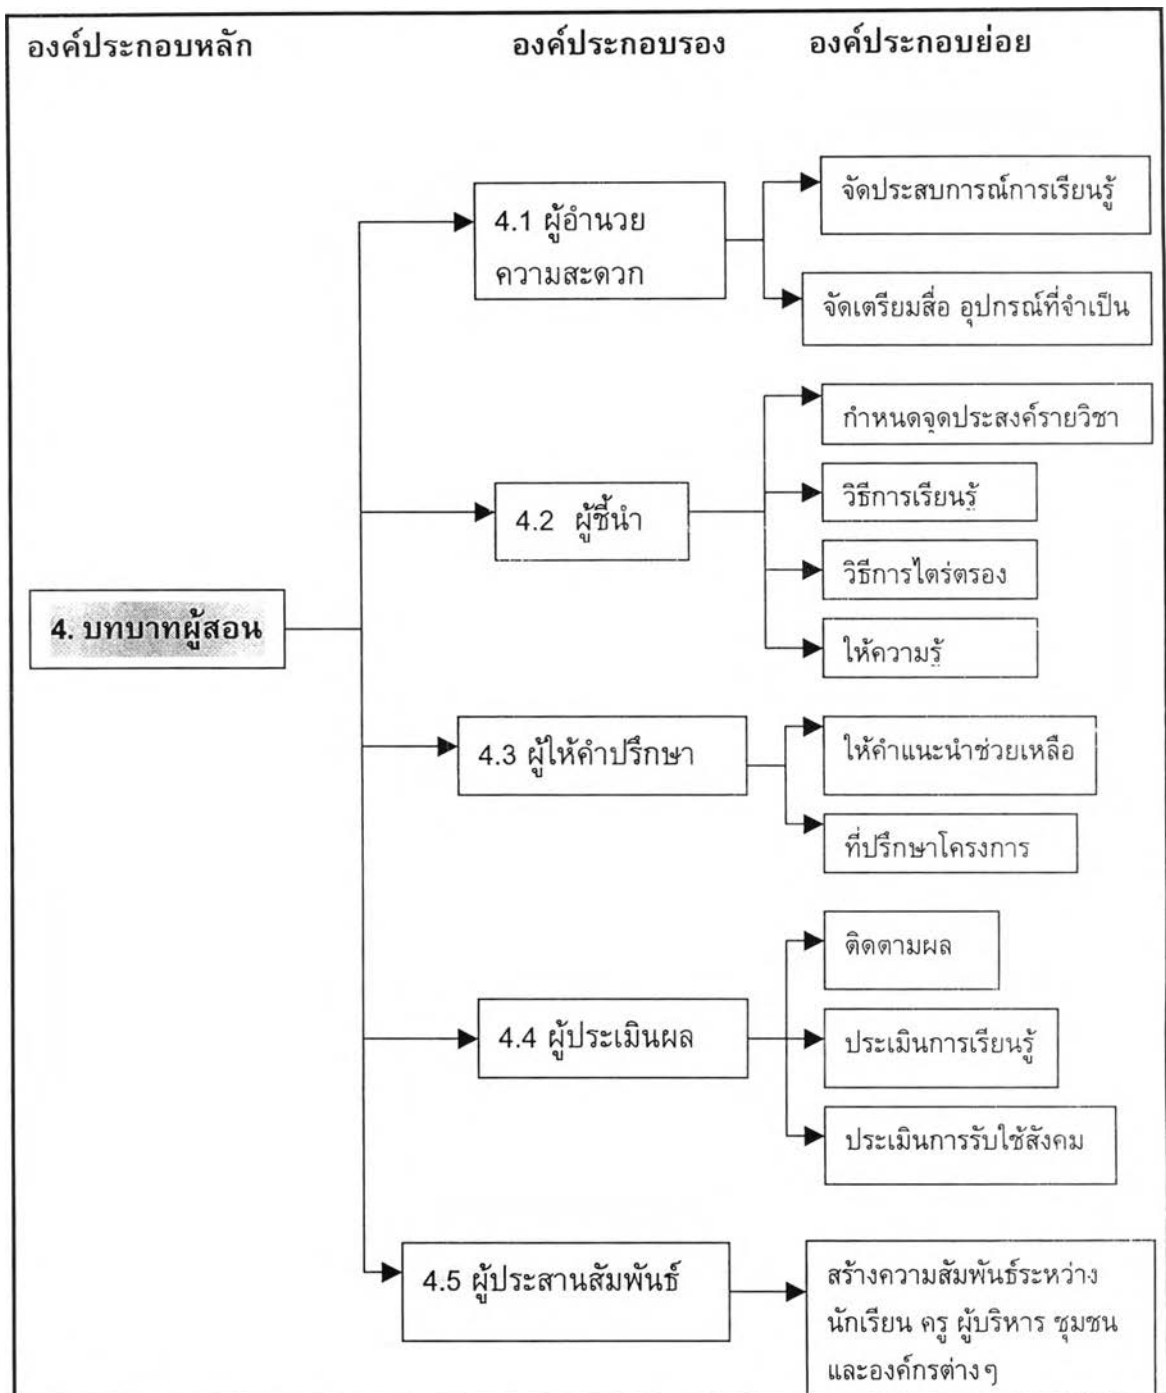 องค์ประกอบหลัก องค์ประกอบรอง องค์ประกอบย่อย
4. บทบาทผู้สอน
4.1 ผู้อำนวย
ความสะดวก
จัดประสบการณ์การเรียนรู้
จัดเตรียมสื่อ อุปกรณ์ที่จำเป็น
4.2 ผู้ชี้นำ
กำหนดจุดประสงค์รายวิชา
วิธีการเรียนรู้
วิธีการไตร่ตรอง
ให้ความรู้
4.3 ผู้ให้คำปรึกษา
ให้คำแนะนำช่วยเหลือ
ที่ปรึกษาโครงการ
4.4 ผู้ประเมินผล
ติดตามผล
ประเมินการเรียนรู้
ประเมินการรับใช้สังคม
4.5 ผู้ประสานสัมพันธ์
สร้างความสัมพันธ์ระหว่าง
นักเรียน ครู ผู้บริหาร ชุมชน
และองค์กรต่างๆ